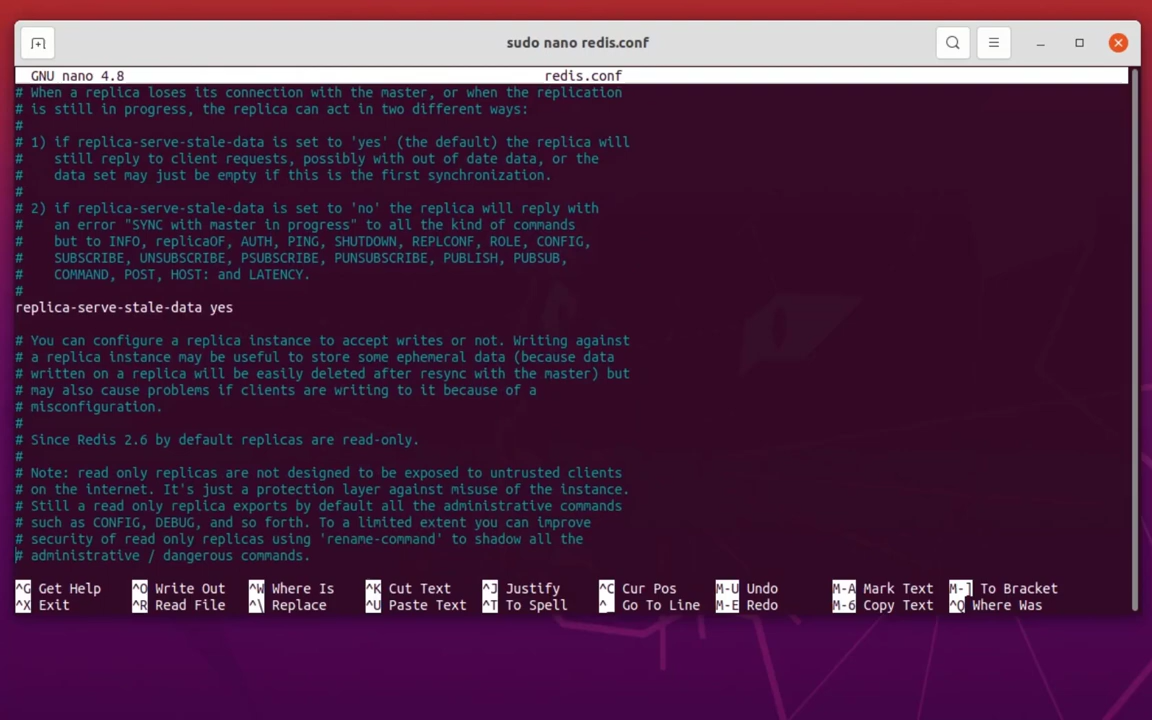 sudo nano redis.conf
GNU nano 4.8 redis.conf
# When a replica loses its connection with the master, or when the replication
# is still in progress, the replica can act in two different ways:
#
# 1) if replica-serve-stale-data is set to 'yes' (the default) the replica will
#    still reply to client requests, possibly with out of date data, or the
#    data set may just be empty if this is the first synchronization.
#
# 2) if replica-serve-stale-data is set to 'no' the replica will reply with
#    an error "SYNC with master in progress" to all the kind of commands
#    but to INFO, replicaOF, AUTH, PING, SHUTDOWN, REPLCONF, ROLE, CONFIG,
#    SUBSCRIBE, UNSUBSCRIBE, PSUBSCRIBE, PUNSUBSCRIBE, PUBLISH, PUBSUB,
#    COMMAND, POST, HOST: and LATENCY.
#
replica-serve-stale-data yes

# You can configure a replica instance to accept writes or not. Writing against
# a replica instance may be useful to store some ephemeral data (because data
# written on a replica will be easily deleted after resync with the master) but
# may also cause problems if clients are writing to it because of a
# misconfiguration.
#
# Since Redis 2.6 by default replicas are read-only.
#
# Note: read only replicas are not designed to be exposed to untrusted clients
# on the internet. It's just a protection layer against misuse of the instance.
# Still a read only replica exports by default all the administrative commands
# such as CONFIG, DEBUG, and so forth. To a limited extent you can improve
# security of read only replicas using 'rename-command' to shadow all the
# administrative / dangerous commands.
^G Get Help ^O Write Out ^W Where Is ^K Cut Text ^J Justify ^C Cur Pos M-U Undo M-A Mark Text M-] To Bracket
^X Exit ^R Read File ^\ Replace ^U Paste Text ^T To Spell ^_ Go To Line M-E Redo M-6 Copy Text ^Q Where Was